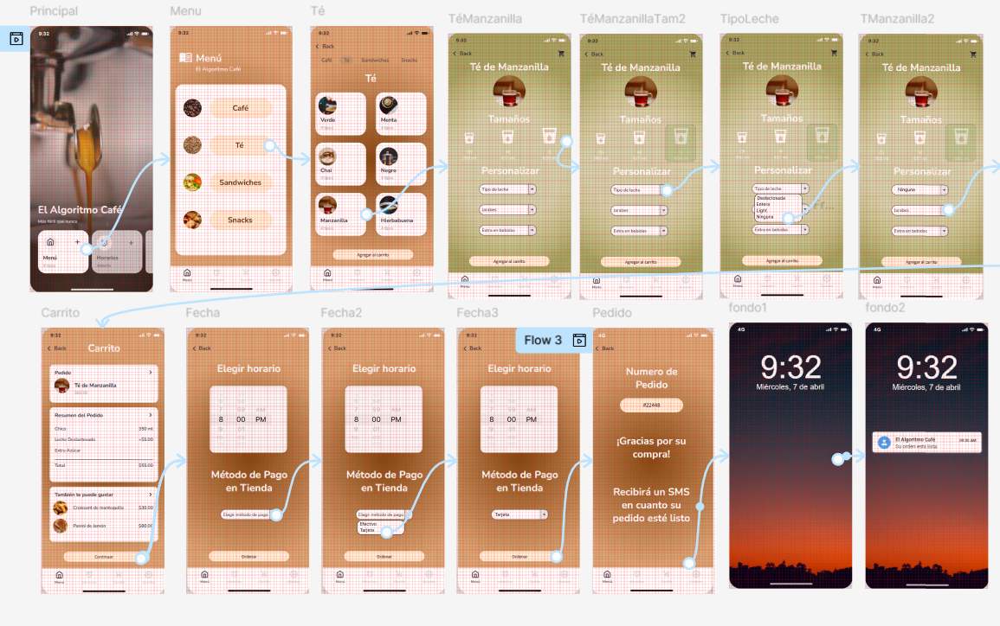 Principal
9:32
El Algoritmo Café
Más fácil que nunca
Menú
Horarios
Menu
9:32
Menú
El Algoritmo Café
Café
Té
Sandwiches
Snacks
Menú
Té
9:32
Back
Café Té Sandwiches Snacks
Té
Verde
Menta
Chai
Negro
Manzanilla
Hierbabuena
Agregar al carrito
Menú
TéManzanilla
9:32
Back
Té de Manzanilla
Tamaños
Personalizar
Tipo de leche
Jarabes
Extra en bebidas
Agregar al carrito
Menú
TéManzanillaTam2
9:32
Back
Té de Manzanilla
Tamaños
Personalizar
Tipo de leche
Jarabes
Extra en bebidas
Agregar al carrito
Menú
TipoLeche
9:32
Back
Té de Manzanilla
Tamaños
Personalizar
Tipo de leche
Deslactosada
Entera
Light
Ninguna
Extra en bebidas
Agregar al carrito
Menú
TManzanilla2
9:32
Back
Té de Manzanilla
Tamaños
Personalizar
Ninguna
Jarabes
Extra en bebidas
Agregar al carrito
Menú
Carrito
9:32
Back
Carrito
Pedido
Té de Manzanilla
Resumen del Pedido
Chico 350 ml
Leche Deslactosada +$5.00
Extra Azúcar
Total $55.00
También te puede gustar
Croissant de mantequilla $30.00
Panini de jamón $80.00
Continuar
Menú
Fecha
9:32
Back
Elegir horario
7 59 AM
8 00 PM
9 01
Método de Pago
en Tienda
Elegir método de pago
Ordenar
Menú
Fecha2
9:32
Back
Elegir horario
7 59 AM
8 00 PM
9 01
Método de Pago
en Tienda
Elegir método de pago
Efectivo
Tarjeta
Ordenar
Menú
Fecha3
9:32
Back
Elegir horario
7 59 AM
8 00 PM
9 01
Método de Pago
en Tienda
Tarjeta
Ordenar
Menú
Flow 3
Pedido
4G
Back
Numero de
Pedido
#22448
¡Gracias por su
compra!
Recibirá un SMS
en cuanto su
pedido esté listo
Menú
fondo1
4G
9:32
Miércoles, 7 de abril
fondo2
4G
9:32
Miércoles, 7 de abril
El Algoritmo Café
Su orden esta lista